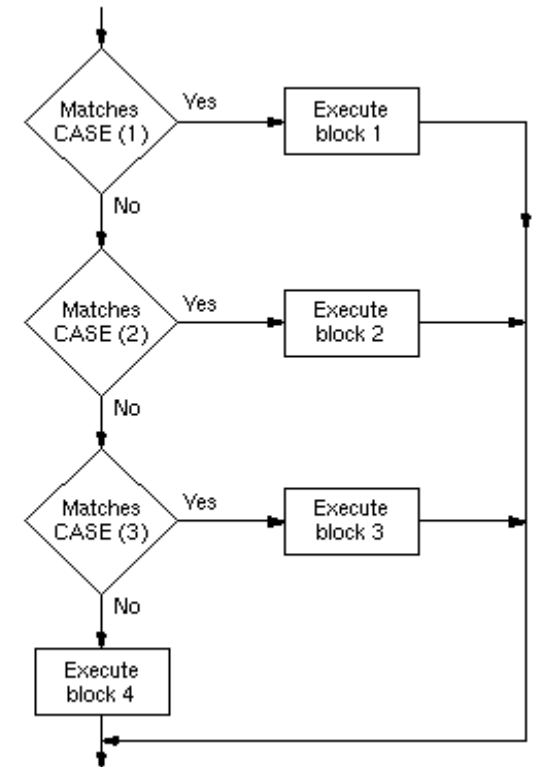 Matches
CASE (1)
Yes
Execute
block 1
No
Matches
CASE (2)
Yes
Execute
block 2
No
Matches
CASE (3)
Yes
Execute
block 3
No
Execute
block 4